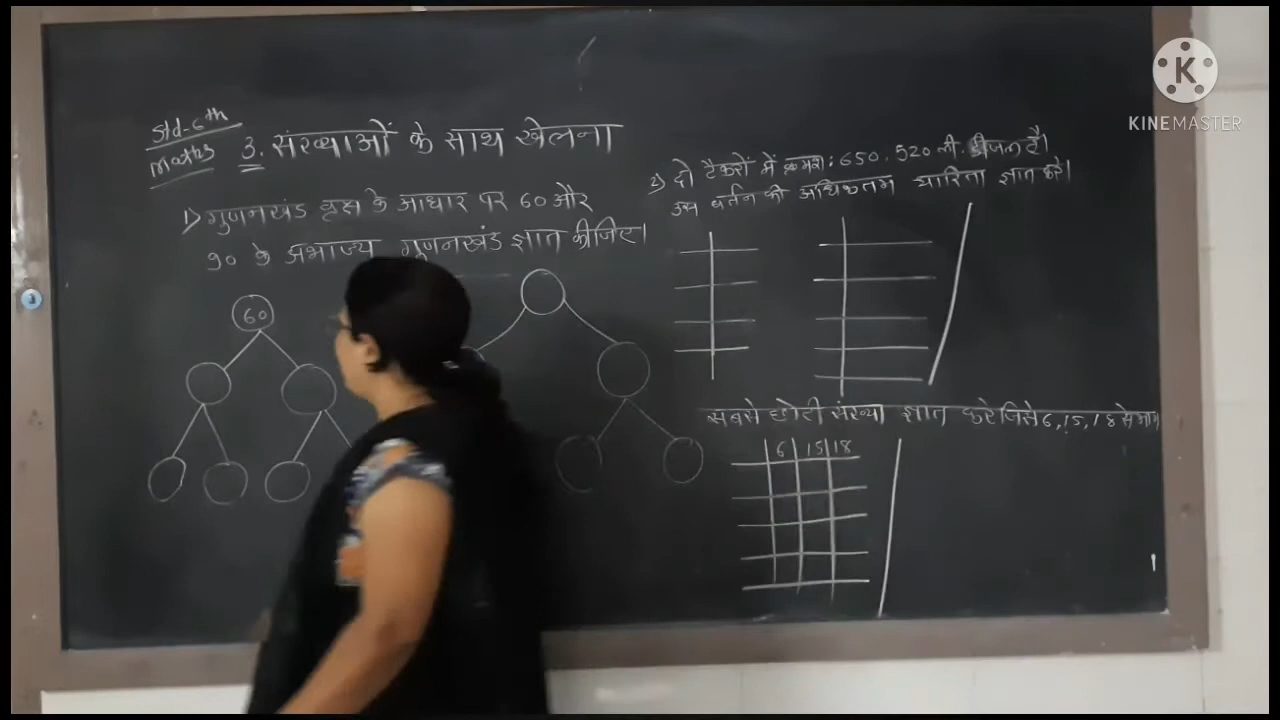 Std-6th
Maths
3. संख्याओं के साथ खेलना
1) गुणनखंड वृक्ष के आधार पर 60 और
90 के अभाज्य गुणनखंड ज्ञात कीजिए।
60
2) दो टैंकरों में क्रमश: 650, 520 ली. डीजल है।
उस बर्तन की अधिकतम धारिता ज्ञात करे।
सबसे छोटी संख्या ज्ञात करे जिसे 6, 15, 18 से भाग
6 15 18
K
KINEMASTER